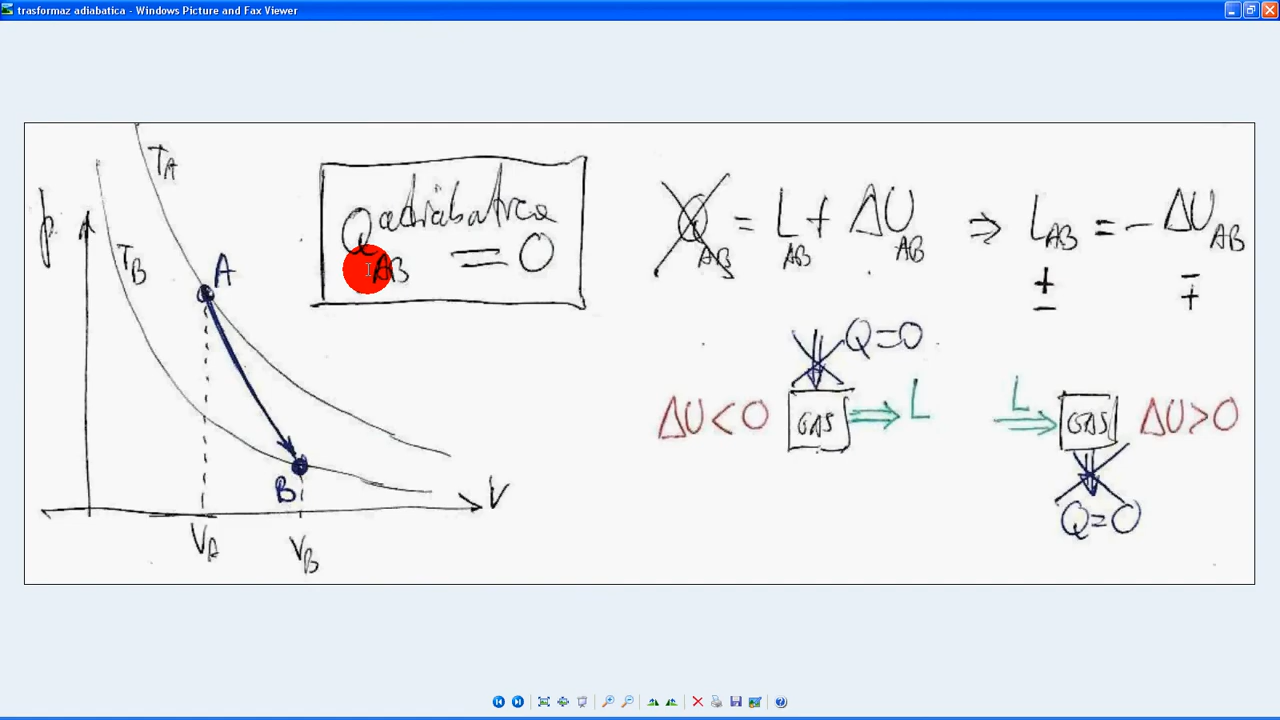 trasformaz adiabatica - Windows Picture and Fax Viewer
p
T_A
T_B
A
B
V
V_A
V_B
Q_AB^adiabatica = 0
Q_AB = L_AB + ΔU_AB ⇒ L_AB = - ΔU_AB
± ∓
Q=0
ΔU<0 GAS L
L GAS ΔU>0
Q=0